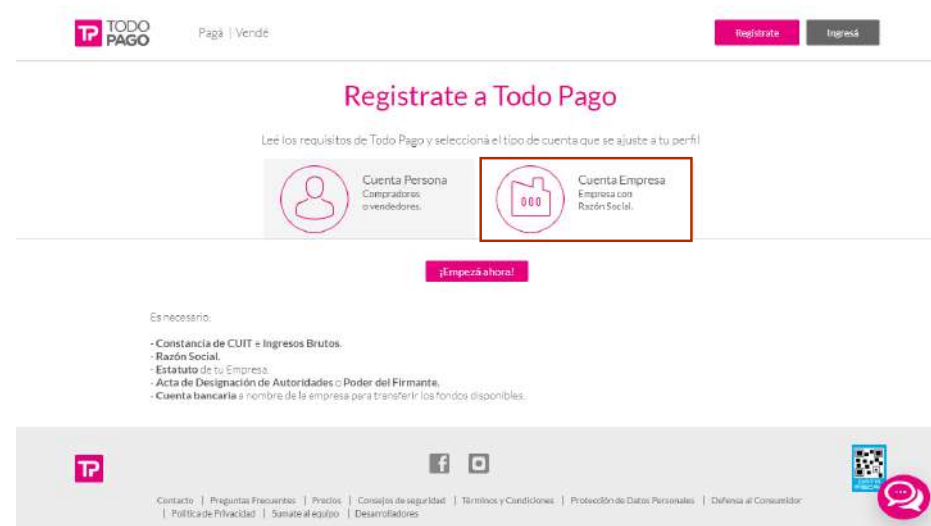 TP TODO PAGO
Pagá | Vendé
Registrate
Ingresá
Registrate a Todo Pago
Leé los requisitos de Todo Pago y seleccioná el tipo de cuenta que se ajuste a tu perfil
Cuenta Persona
Compradores
o vendedores.
Cuenta Empresa
Empresa con
Razón Social.
¡Empezá ahora!
Es necesario:
- Constancia de CUIT e Ingresos Brutos.
- Razón Social.
- Estatuto de tu Empresa.
- Acta de Designación de Autoridades o Poder del Firmante.
- Cuenta bancaria a nombre de la empresa para transferir los fondos disponibles.
TP
DATA
FISCAL
Contacto | Preguntas Frecuentes | Precios | Consejos de seguridad | Términos y Condiciones | Protección de Datos Personales | Defensa al Consumidor
| Política de Privacidad | Sumate al equipo | Desarrolladores